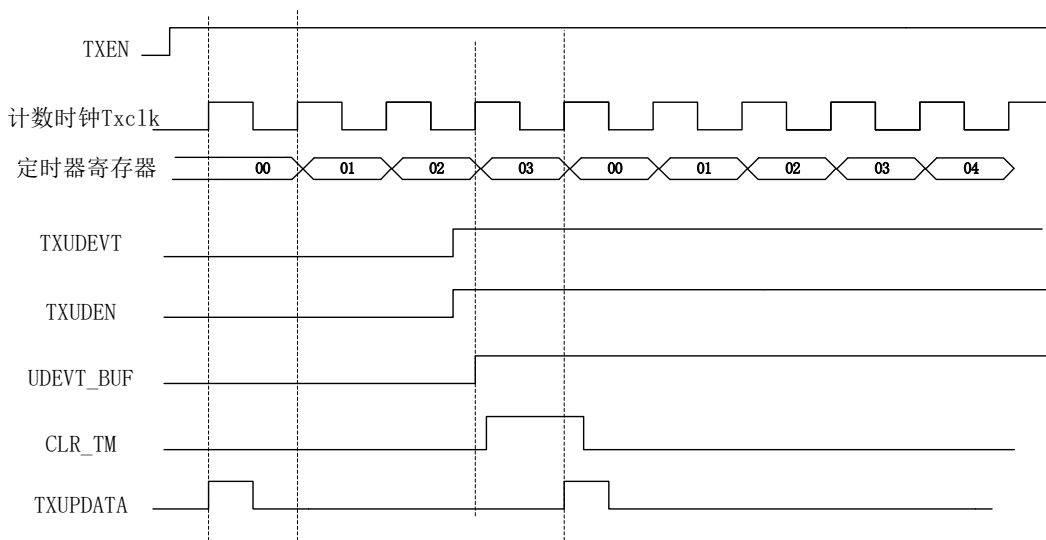 TXEN
计数时钟Txclk
定时器寄存器 00 01 02 03 00 01 02 03 04
TXUDEVT
TXUDEN
UDEVT_BUF
CLR_TM
TXUPDATA